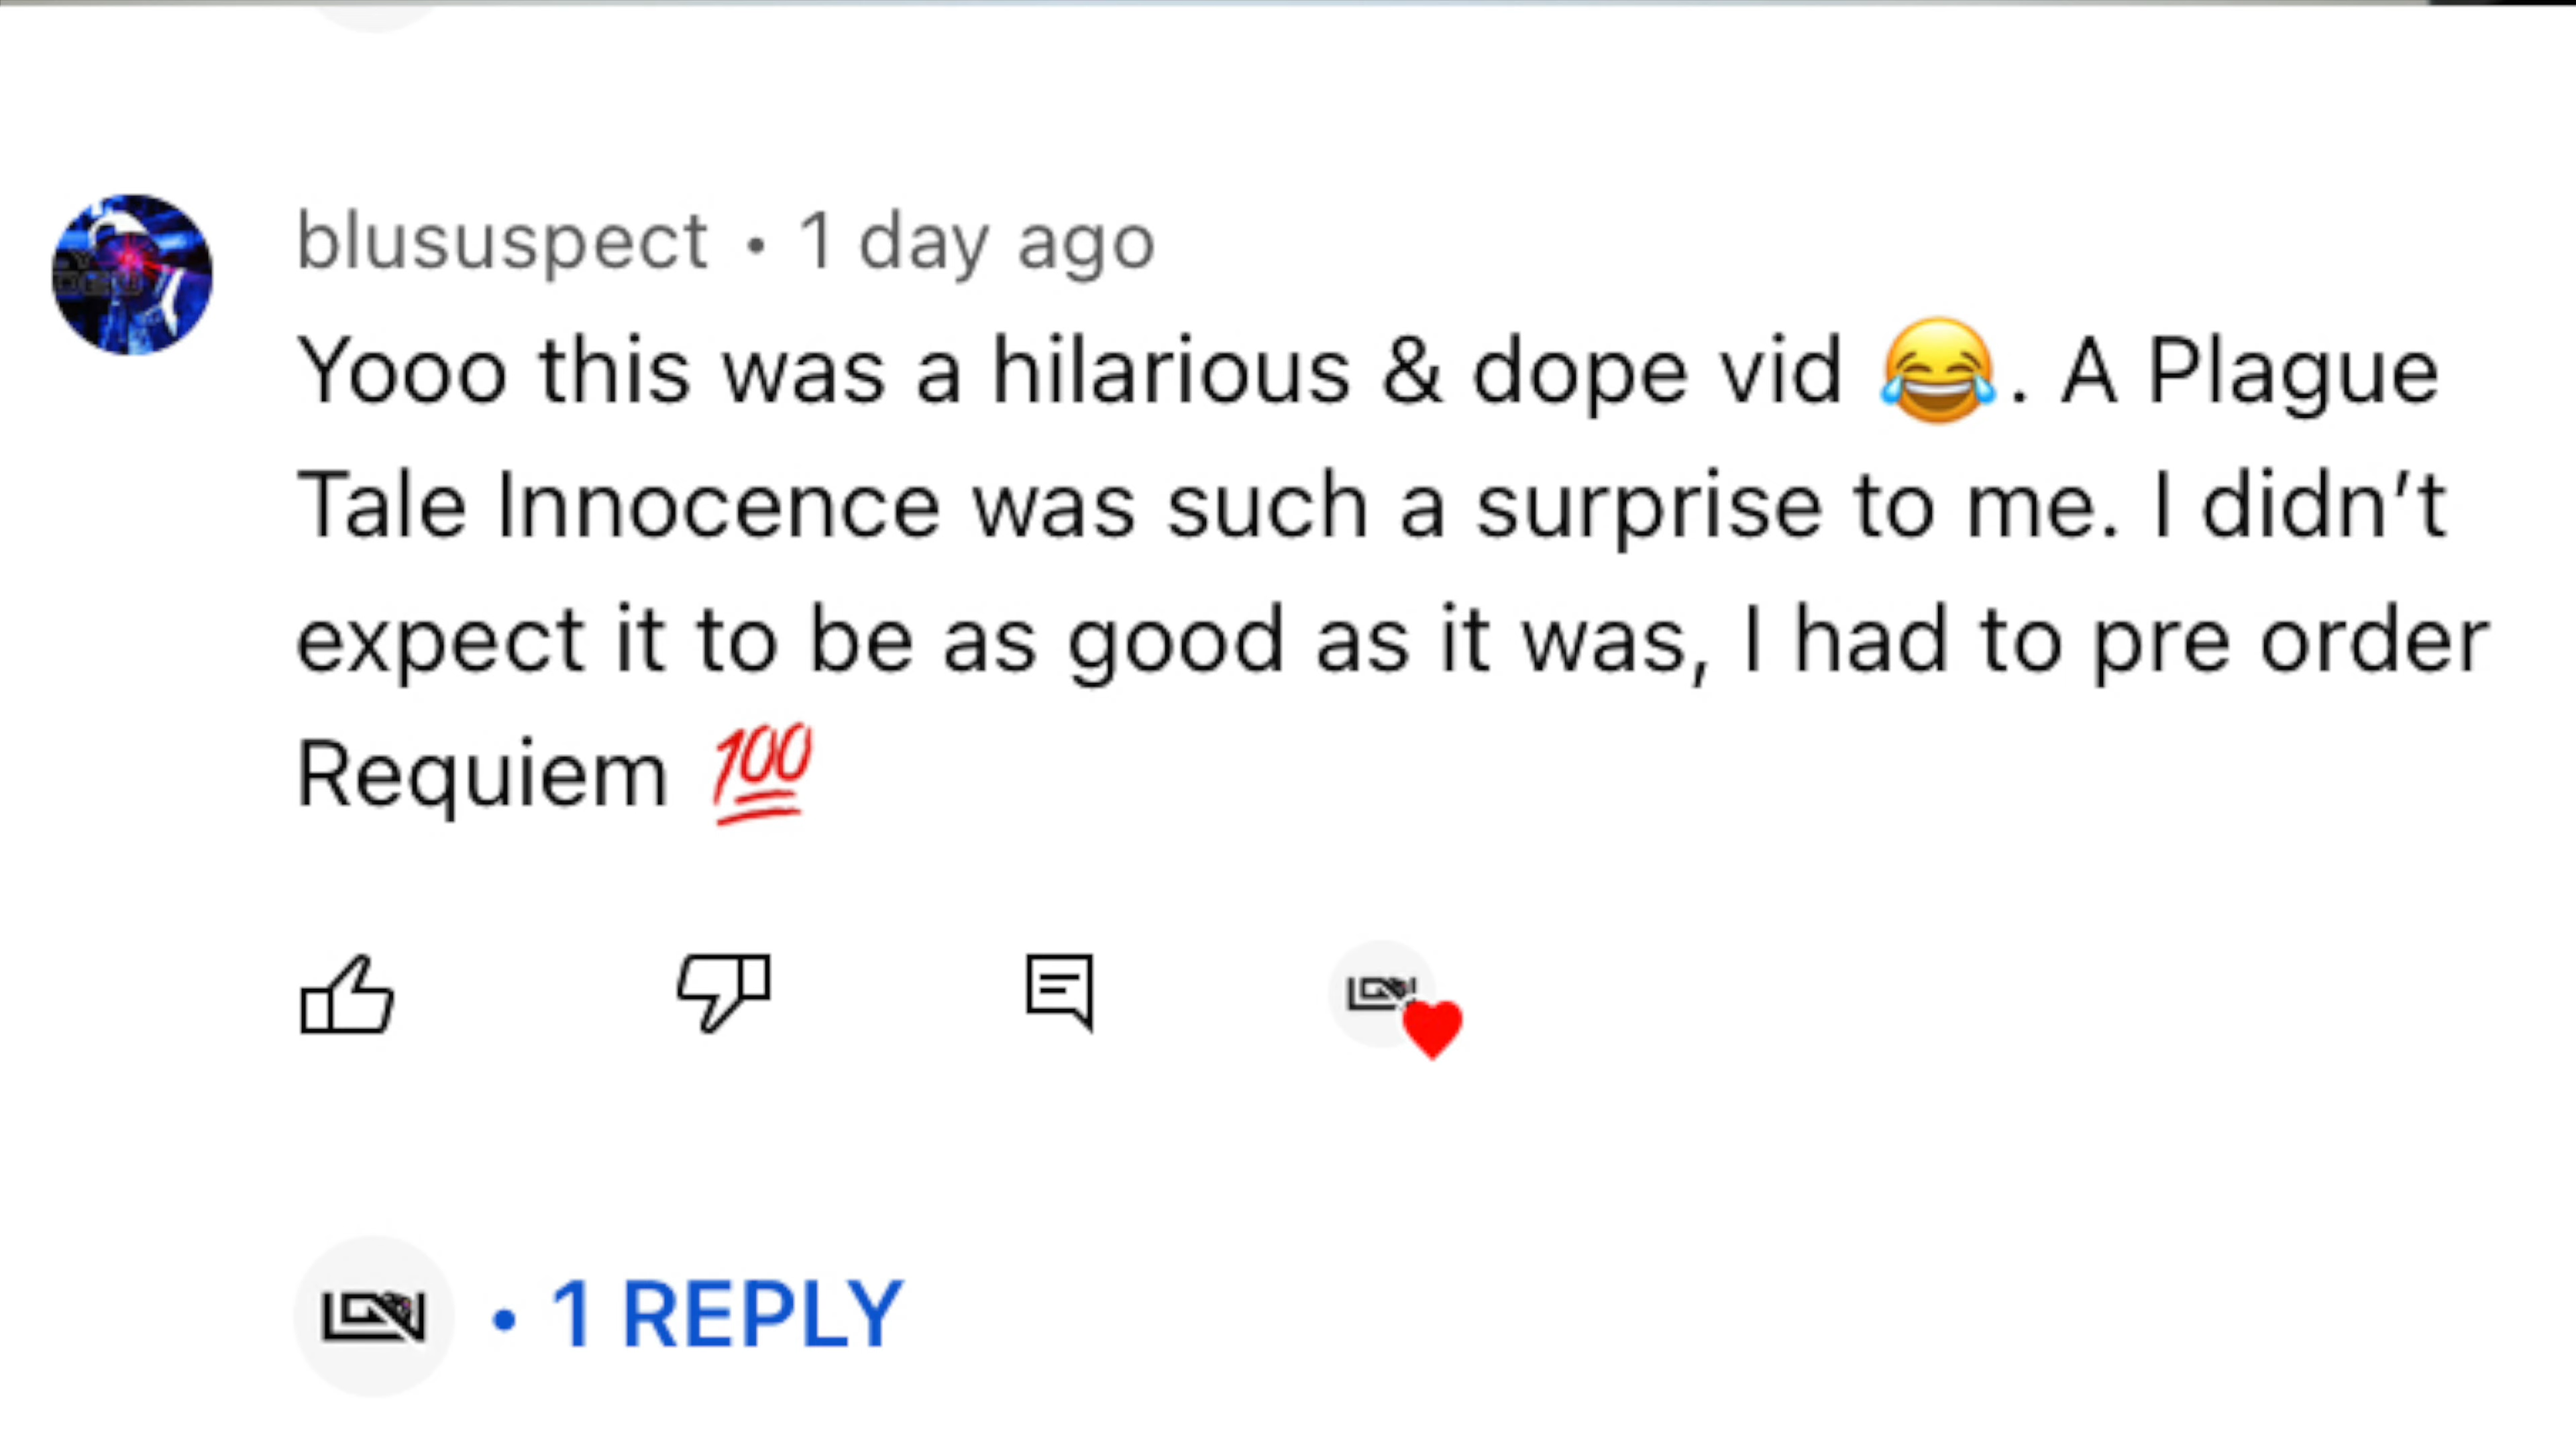 blususpect • 1 day ago
Yooo this was a hilarious & dope vid 😂. A Plague
Tale Innocence was such a surprise to me. I didn’t
expect it to be as good as it was, I had to pre order
Requiem 💯
• 1 REPLY